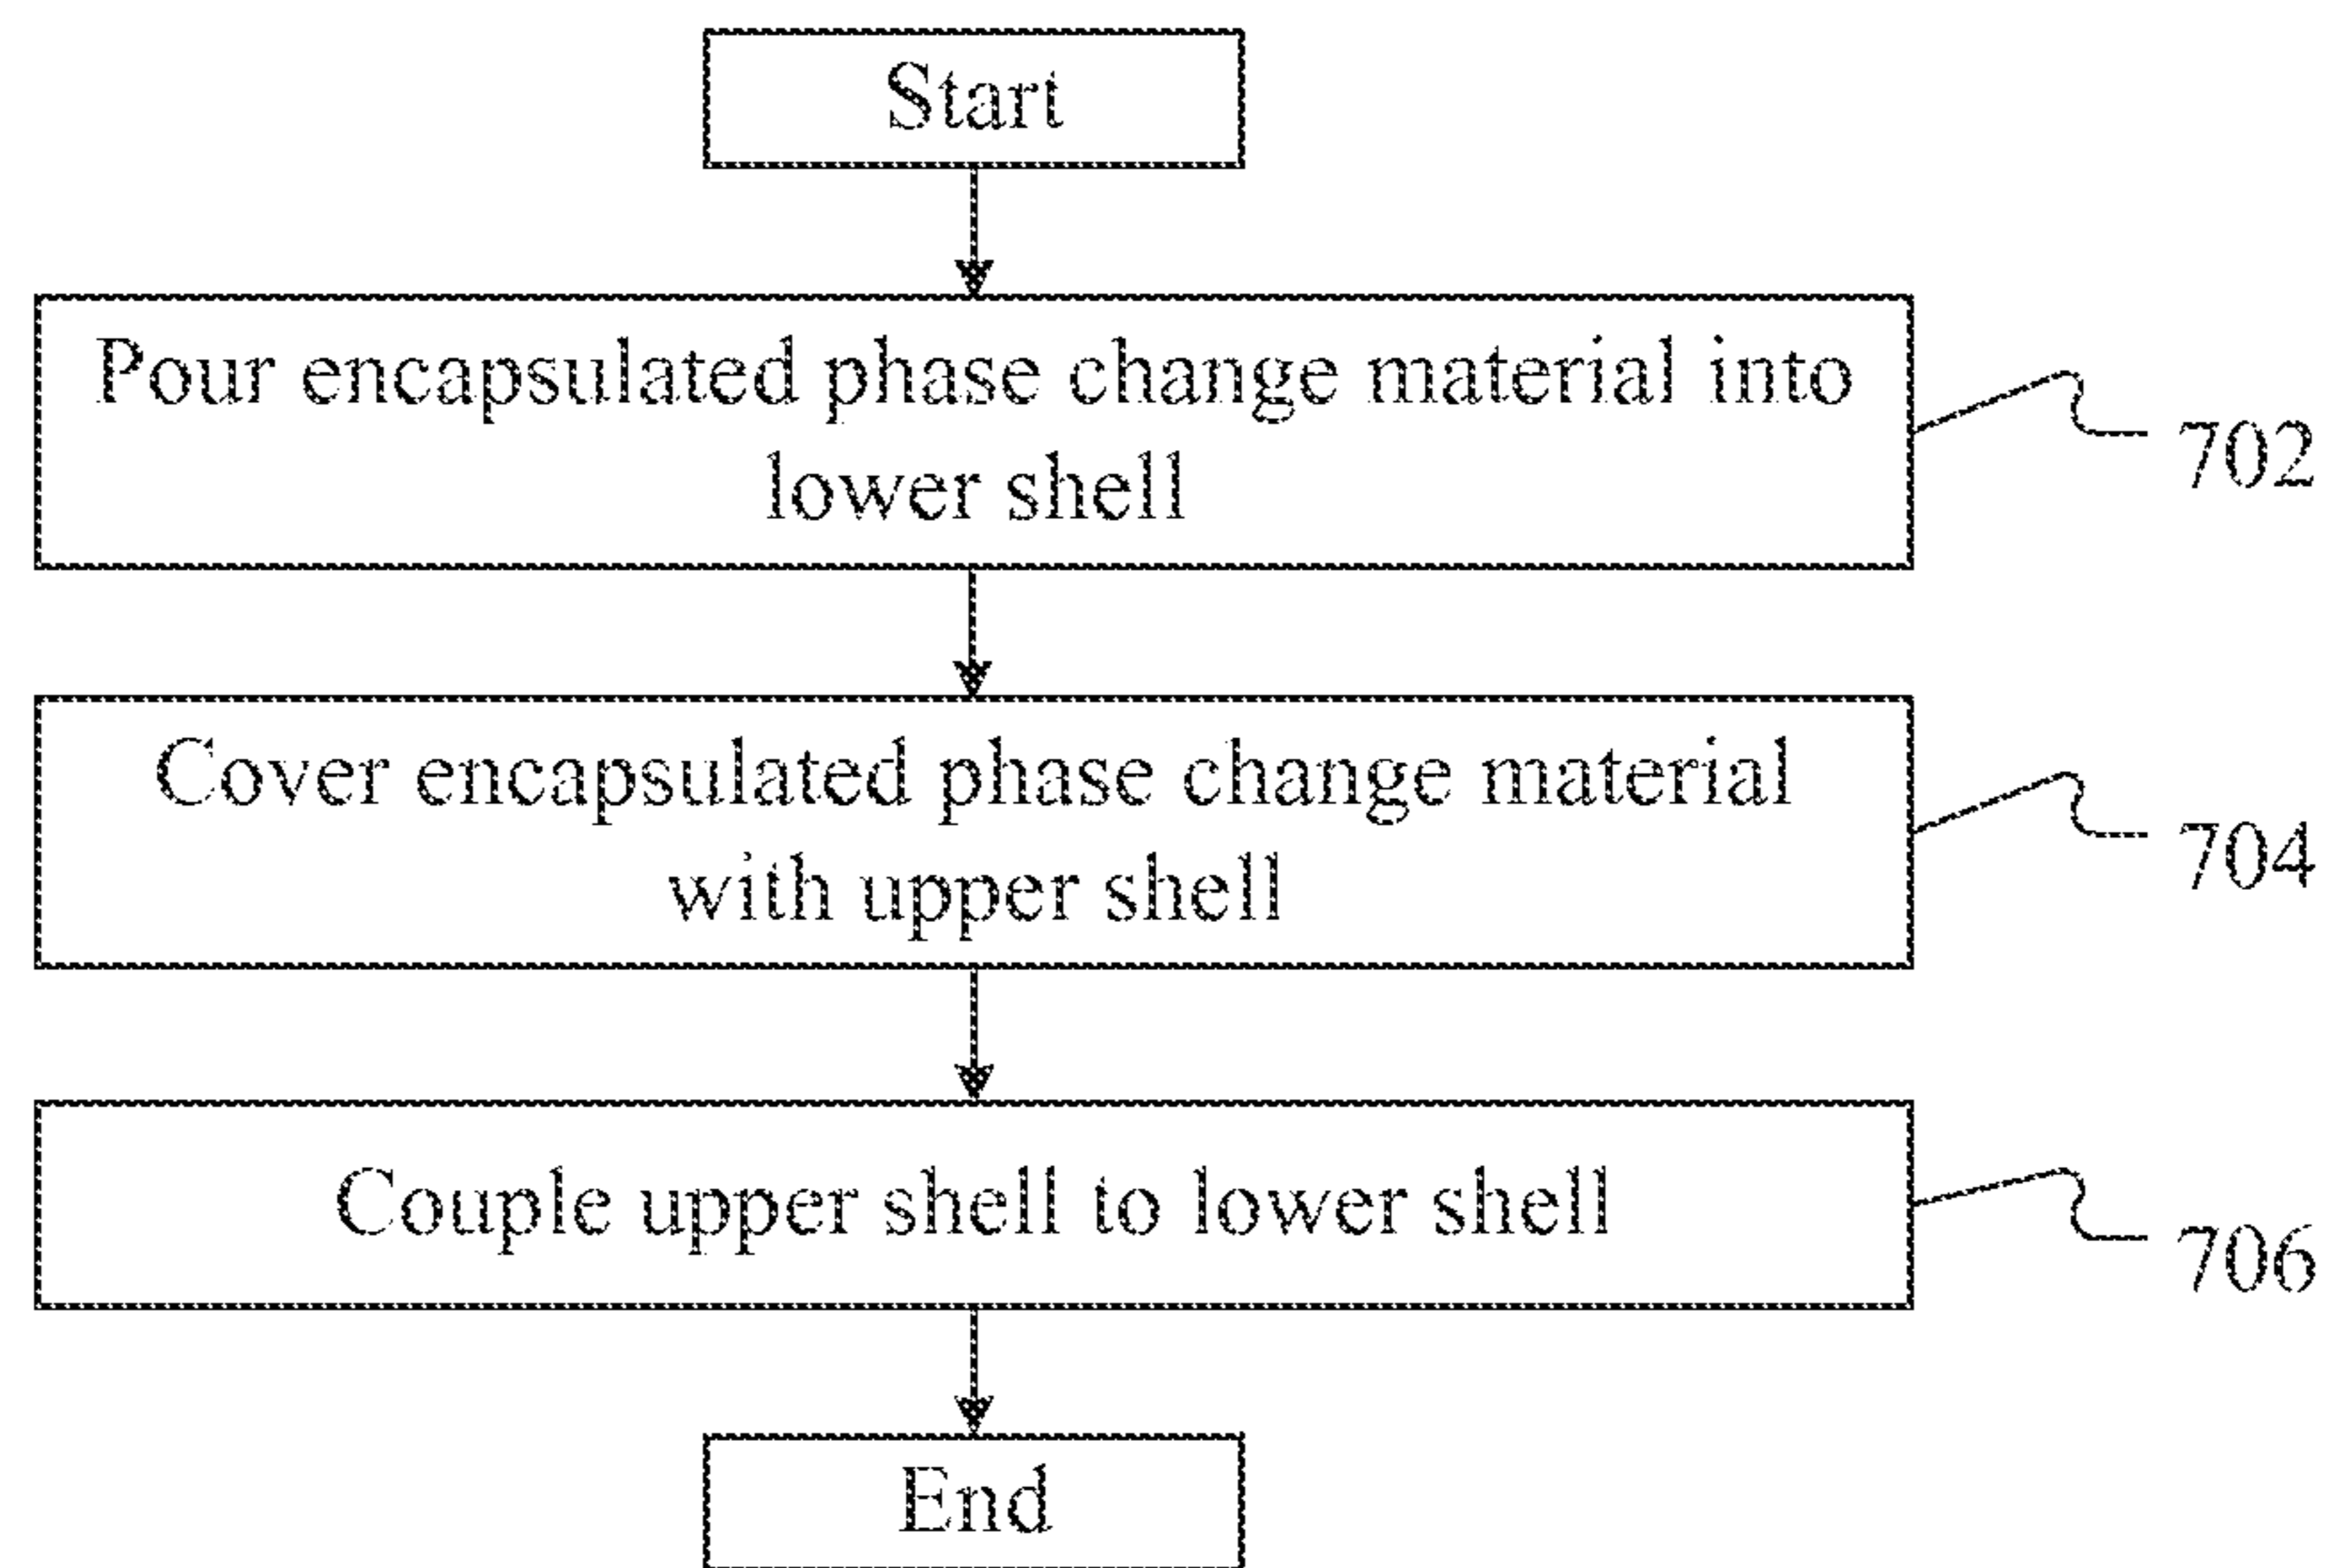 Start
Pour encapsulated phase change material into
lower shell
702
Cover encapsulated phase change material
with upper shell
704
Couple upper shell to lower shell
706
End